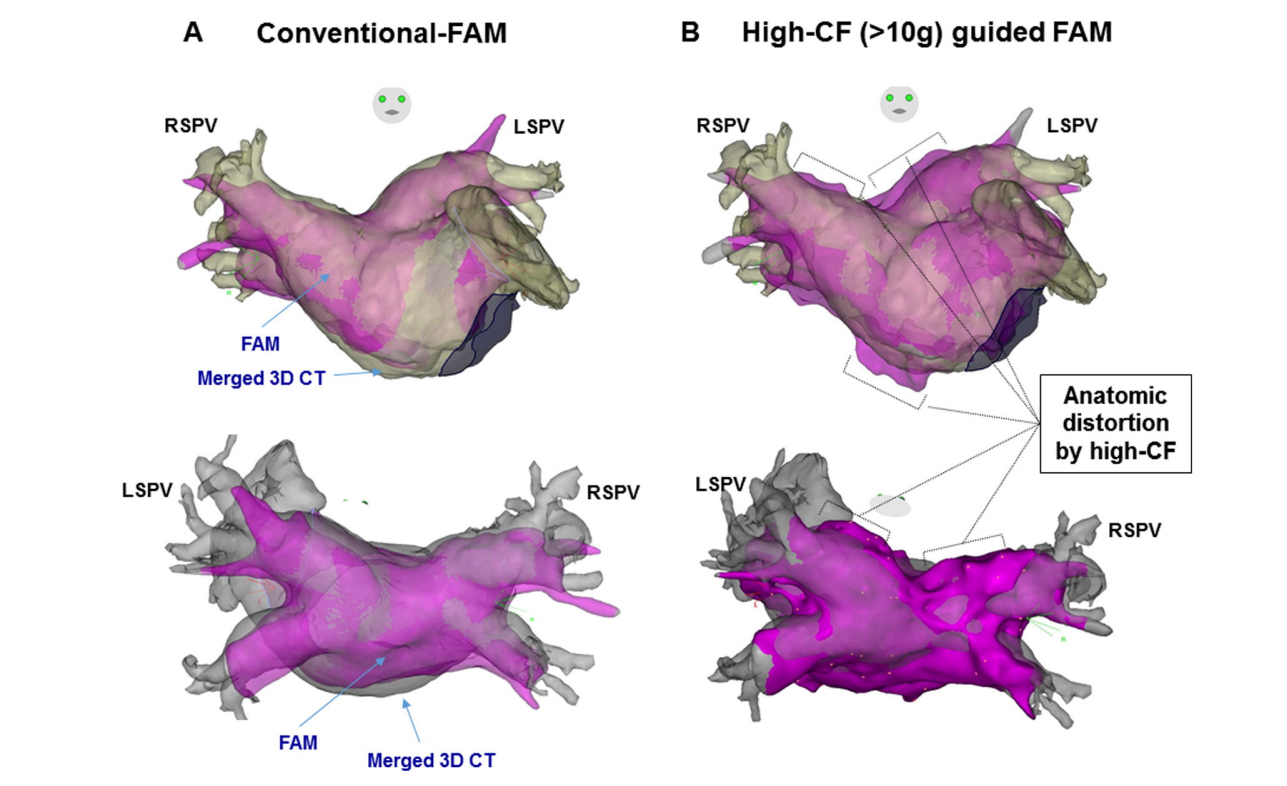 A Conventional-FAM
B High-CF (>10g) guided FAM
RSPV
LSPV
RSPV
LSPV
FAM
Merged 3D CT
Anatomic
distortion
by high-CF
LSPV
RSPV
LSPV
RSPV
FAM
Merged 3D CT